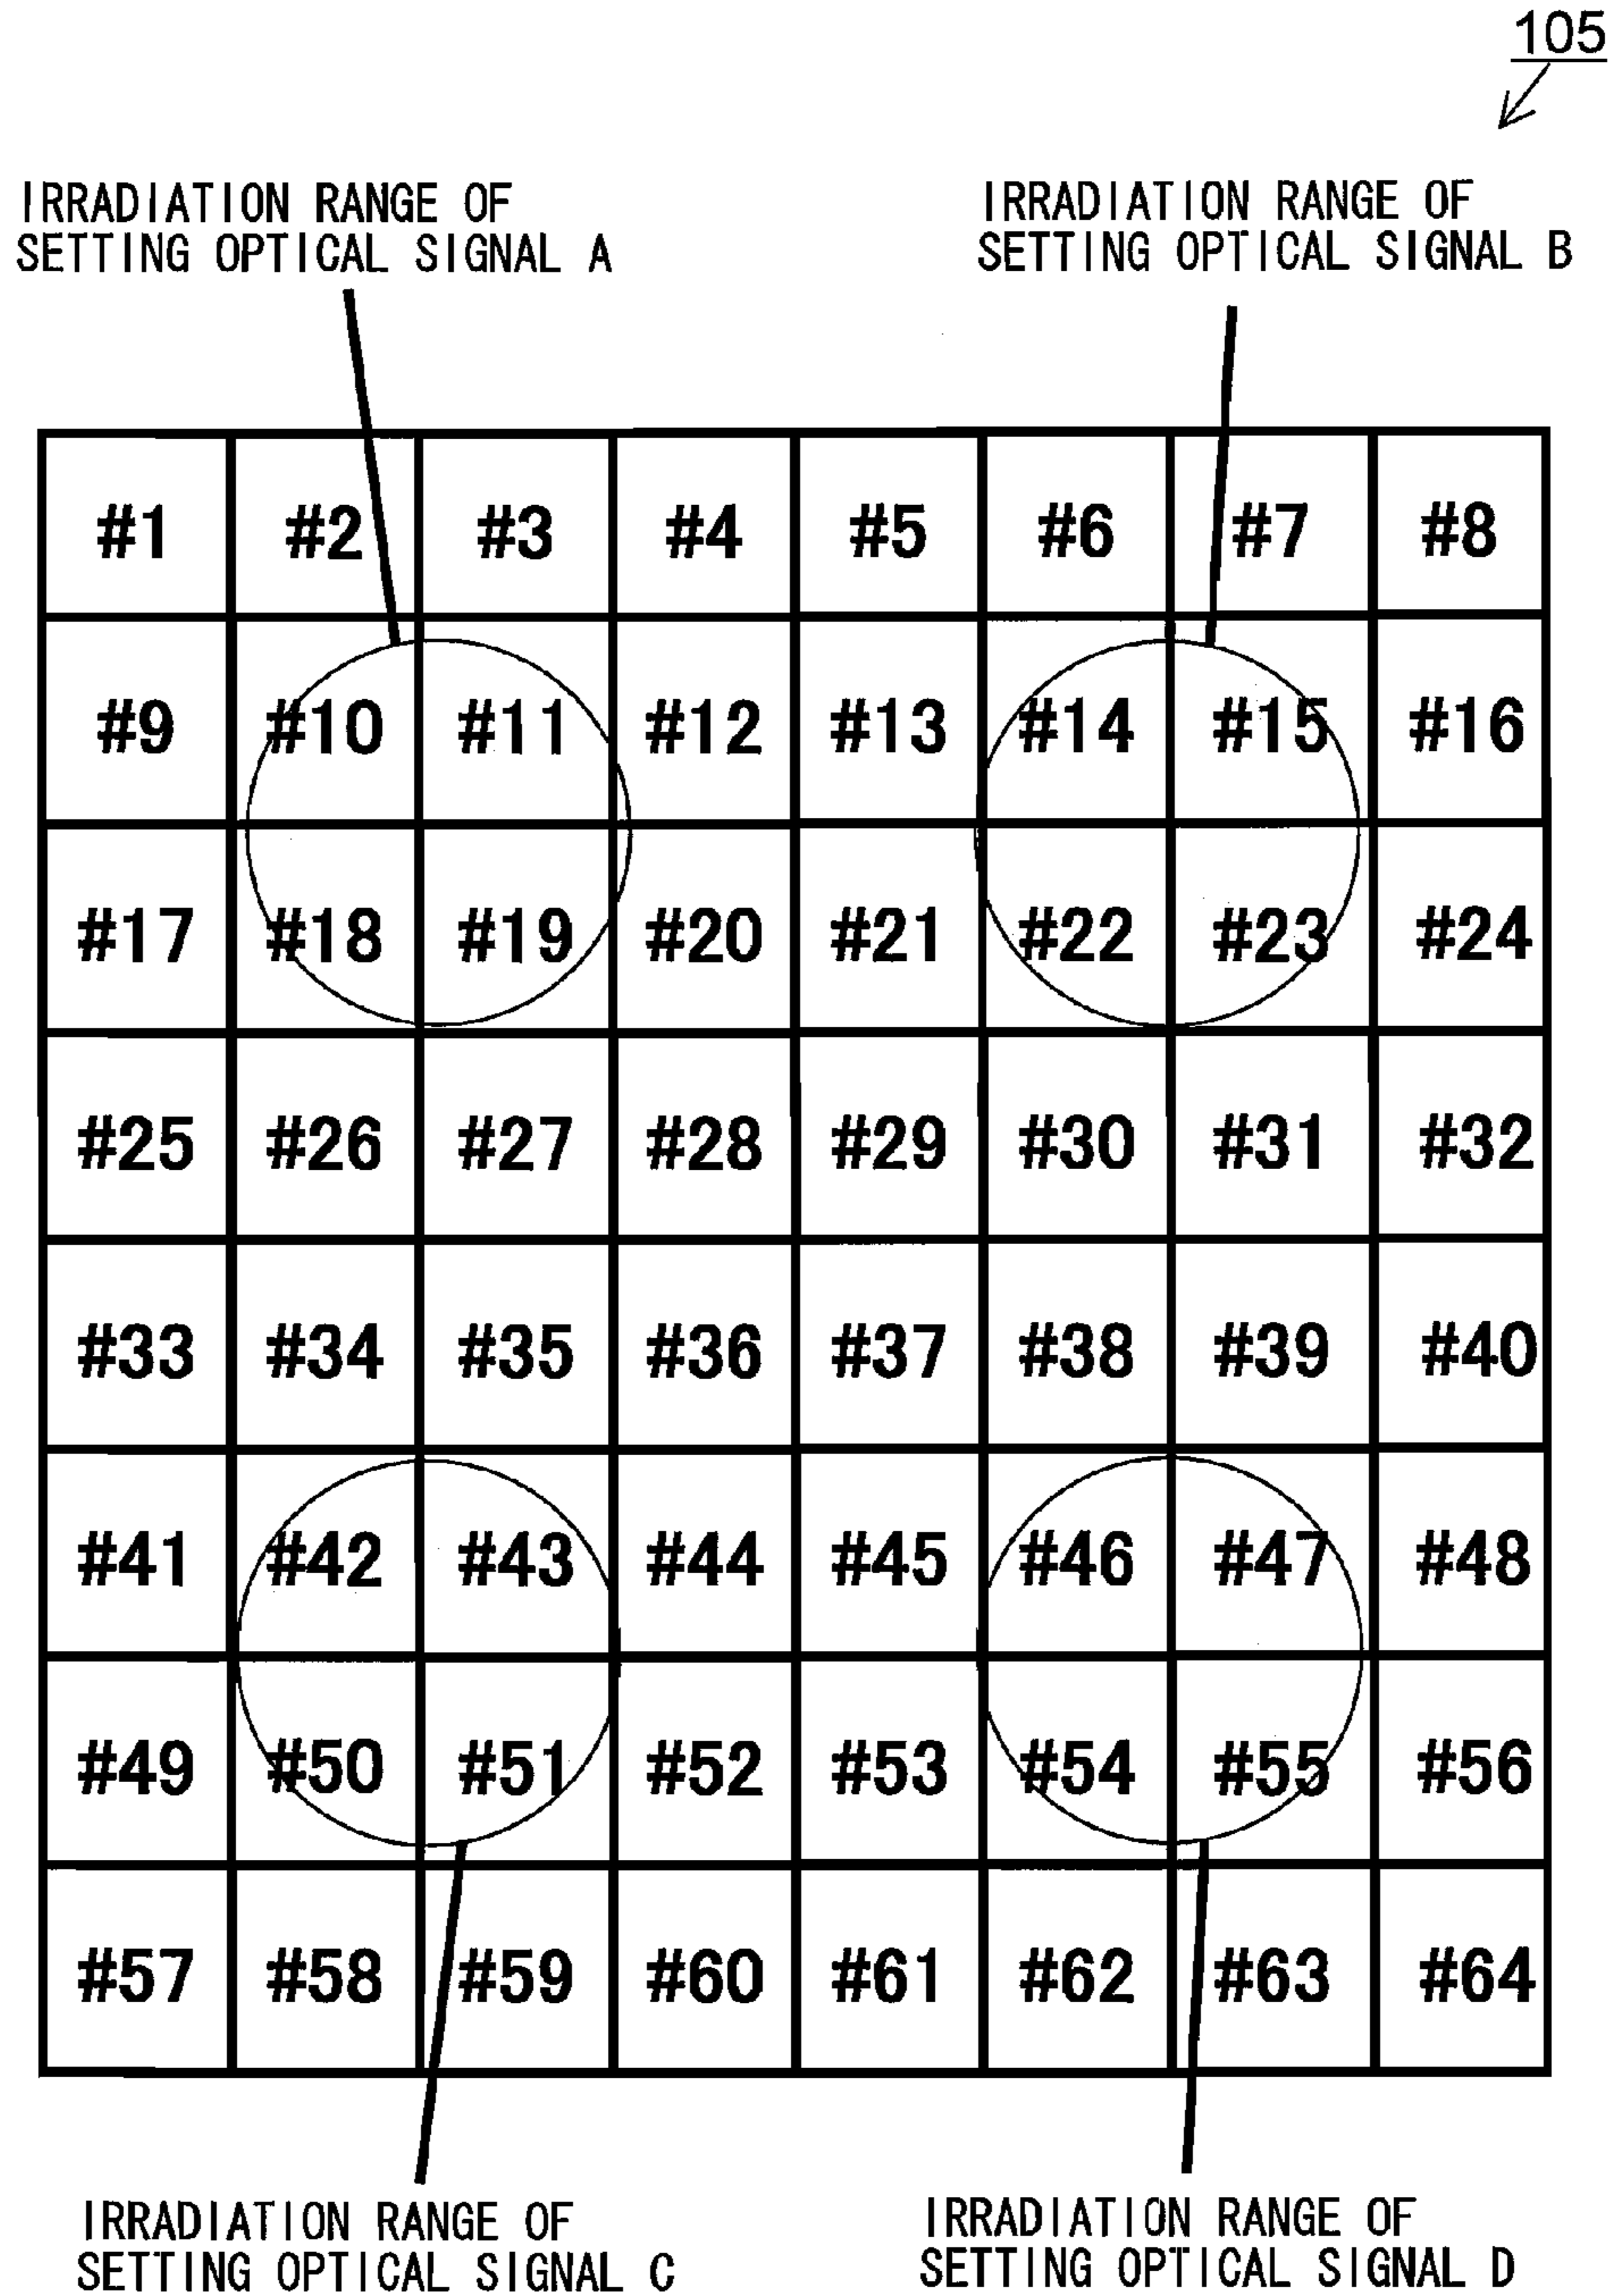 105
IRRADIATION RANGE OF
SETTING OPTICAL SIGNAL A
IRRADIATION RANGE OF
SETTING OPTICAL SIGNAL B
#1 #2 #3 #4 #5 #6 #7 #8
#9 #10 #11 #12 #13 #14 #15 #16
#17 #18 #19 #20 #21 #22 #23 #24
#25 #26 #27 #28 #29 #30 #31 #32
#33 #34 #35 #36 #37 #38 #39 #40
#41 #42 #43 #44 #45 #46 #47 #48
#49 #50 #51 #52 #53 #54 #55 #56
#57 #58 #59 #60 #61 #62 #63 #64
IRRADIATION RANGE OF
SETTING OPTICAL SIGNAL C
IRRADIATION RANGE OF
SETTING OPTICAL SIGNAL D